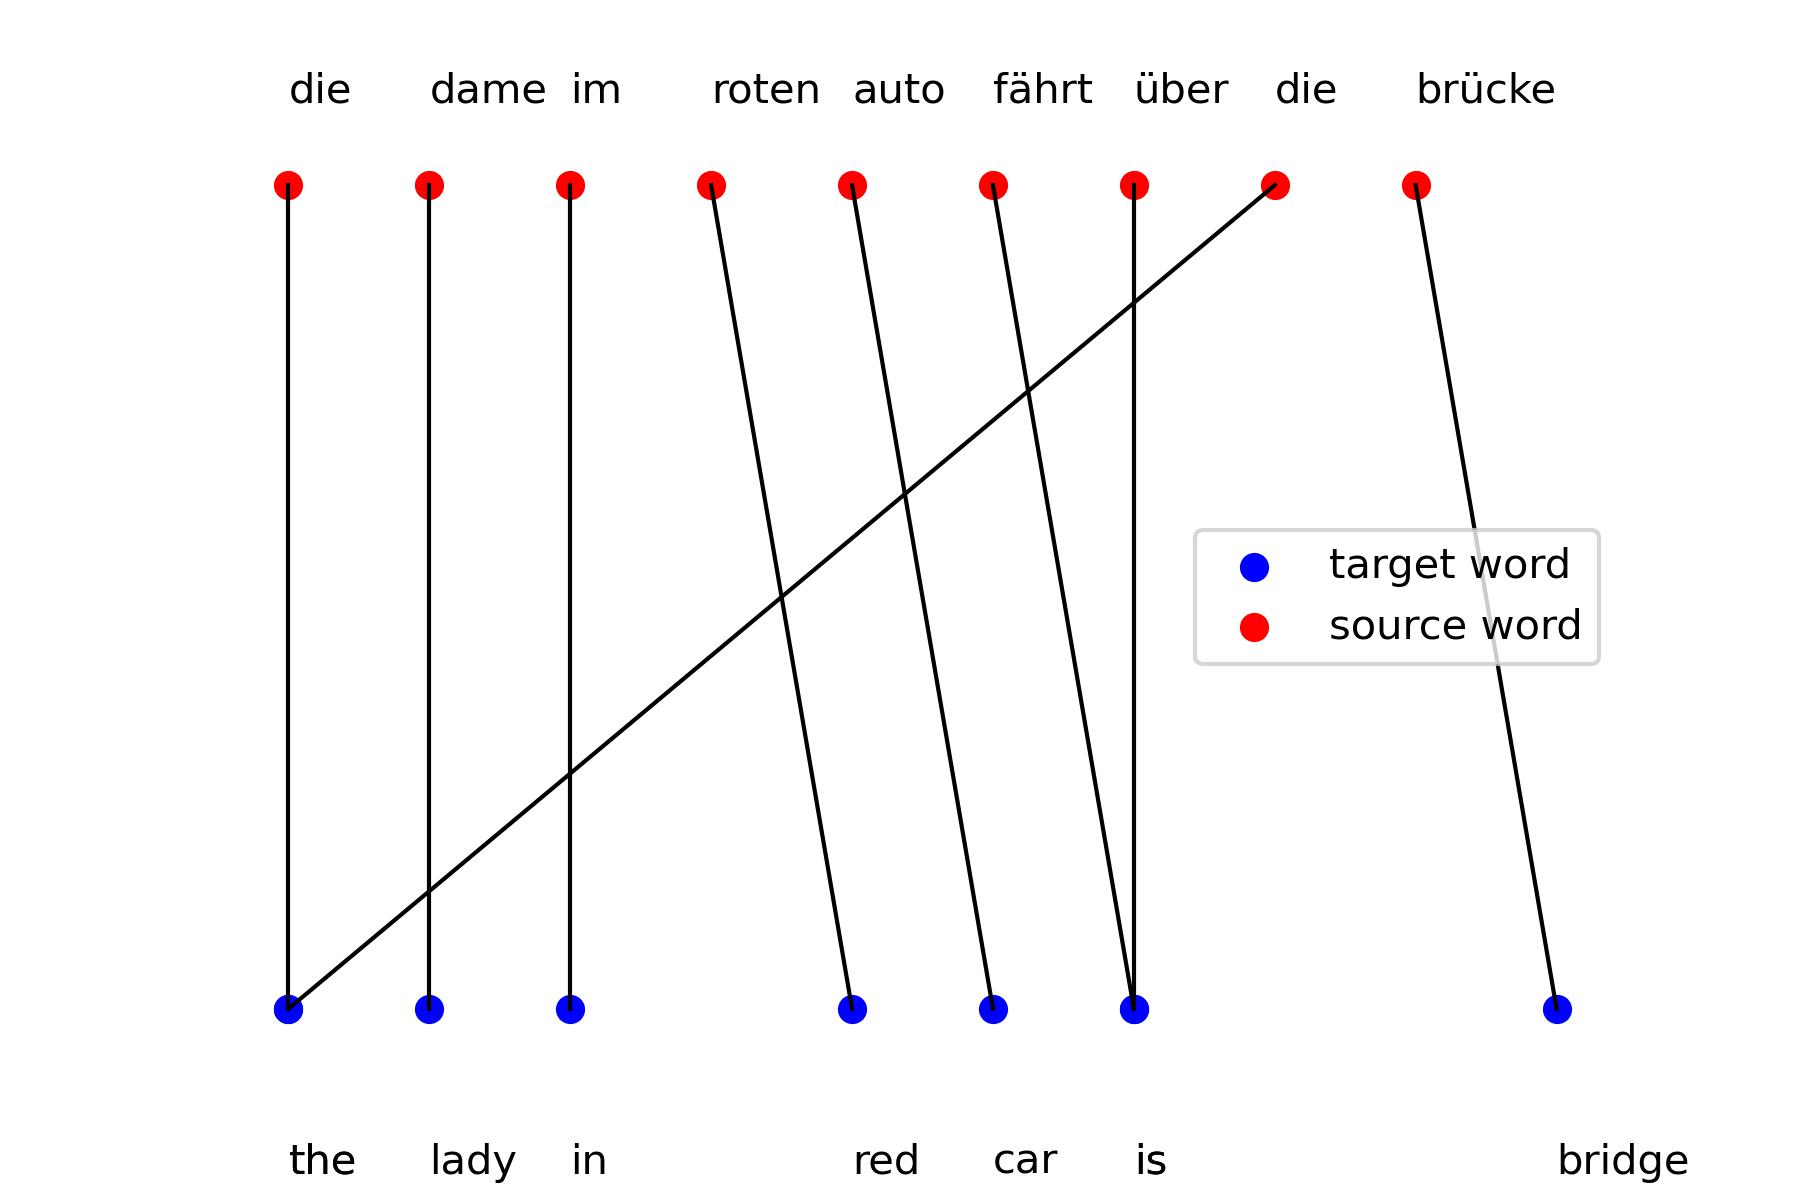 die dame im roten auto fährt über die brücke
target word
source word
the lady in red car is bridge